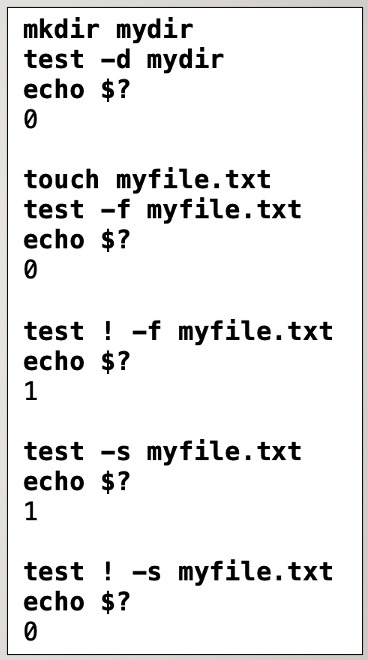 mkdir mydir
test -d mydir
echo $?
0
touch myfile.txt
test -f myfile.txt
echo $?
0
test ! -f myfile.txt
echo $?
1
test -s myfile.txt
echo $?
1
test ! -s myfile.txt
echo $?
0